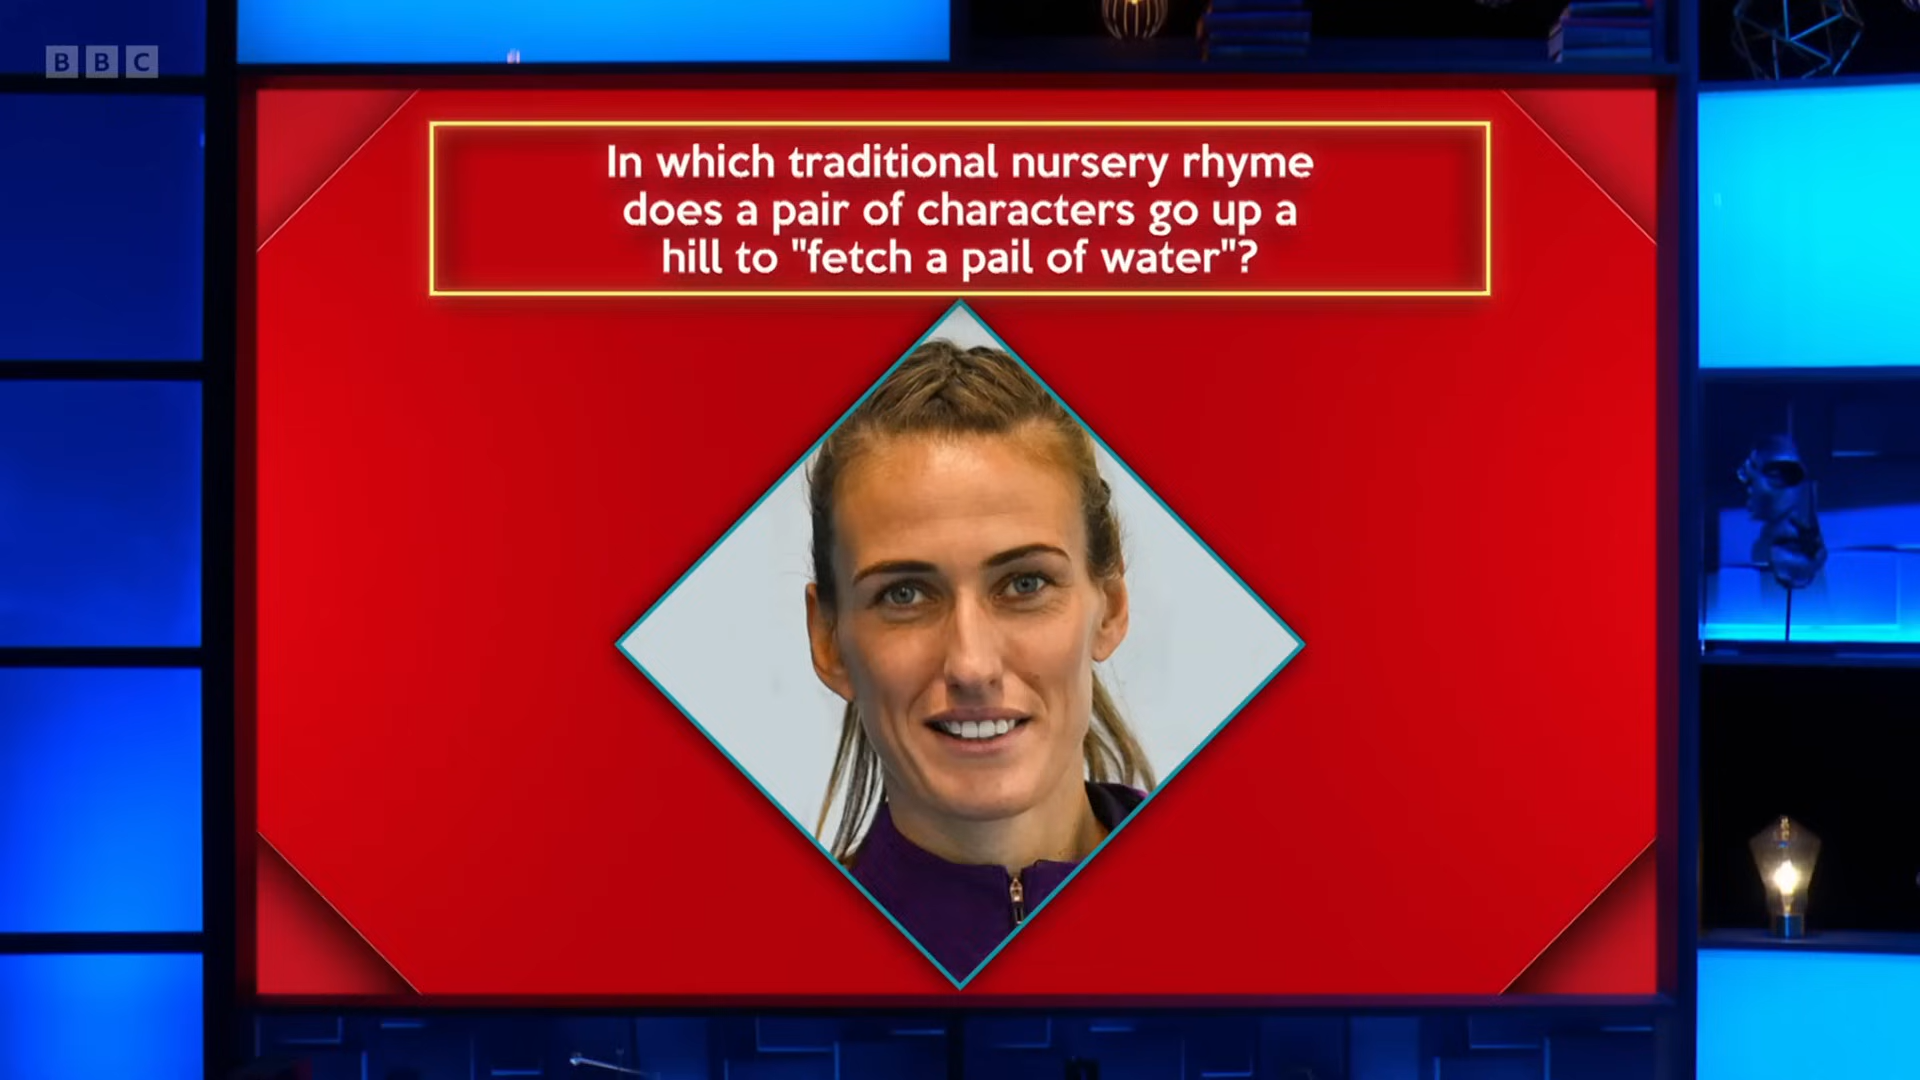 BBC
In which traditional nursery rhyme
does a pair of characters go up a
hill to "fetch a pail of water"?